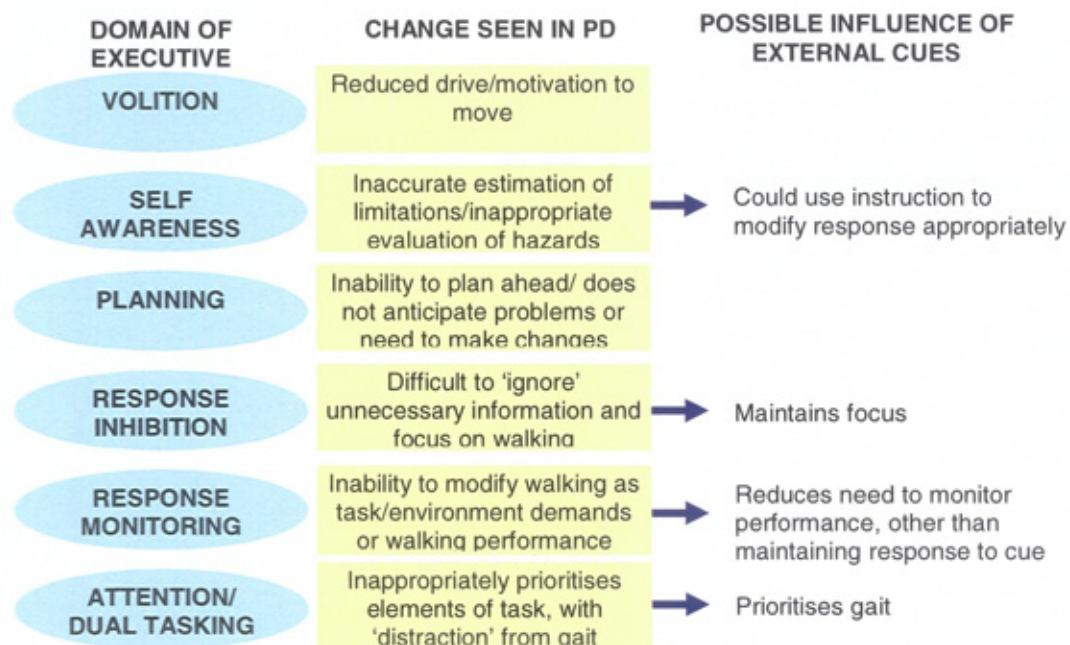 DOMAIN OF
EXECUTIVE
CHANGE SEEN IN PD
POSSIBLE INFLUENCE OF
EXTERNAL CUES
VOLITION
Reduced drive/motivation to
move
SELF
AWARENESS
Inaccurate estimation of
limitations/inappropriate
evaluation of hazards
Could use instruction to
modify response appropriately
PLANNING
Inability to plan ahead/ does
not anticipate problems or
need to make changes
RESPONSE
INHIBITION
Difficult to ‘ignore’
unnecessary information and
focus on walking
Maintains focus
RESPONSE
MONITORING
Inability to modify walking as
task/environment demands
or walking performance
Reduces need to monitor
performance, other than
maintaining response to cue
ATTENTION/
DUAL TASKING
Inappropriately prioritises
elements of task, with
‘distraction’ from gait
Prioritises gait